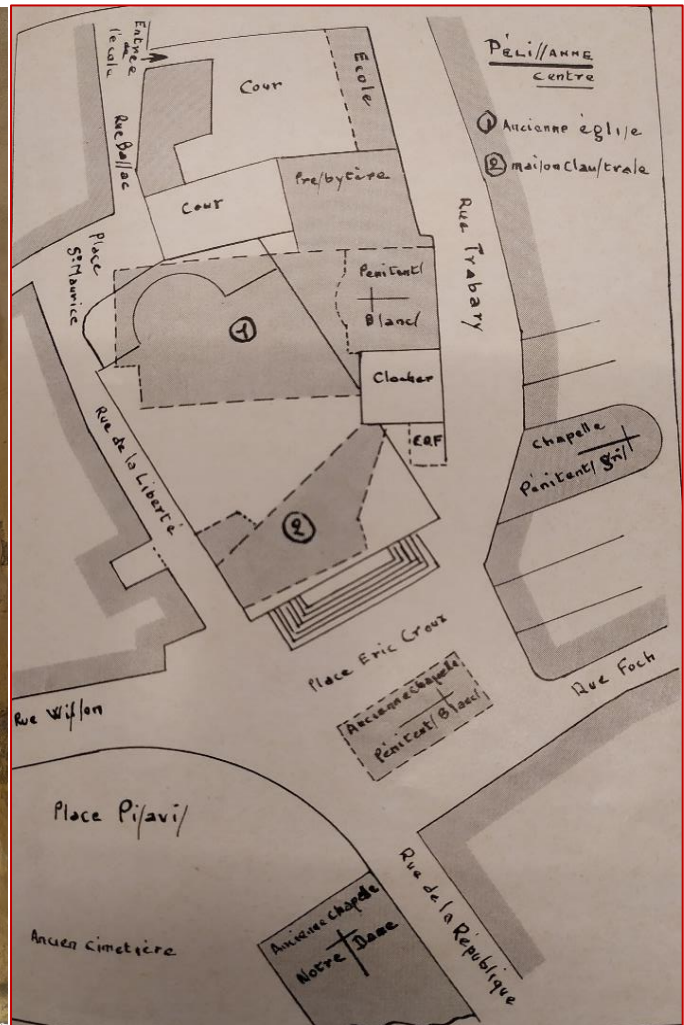 PÉLISSANNE
Centre
① Ancienne église
② maison Claustrale
Entrée
de
l'école
Rue Ballac
Cour
Ecole
Cour
Presbytère
Place
St Maurice
Pénitents
Blancs
①
Clocher
EDF
Rue Trabary
Chapelle
Pénitents Gris
Rue de la Liberté
②
Place Eric Croux
Ancienne Chapelle
Pénitents Blancs
Rue Foch
Rue Wilson
Place Pisavis
Ancien Cimetière
Ancienne Chapelle
Notre Dame
Rue de la République